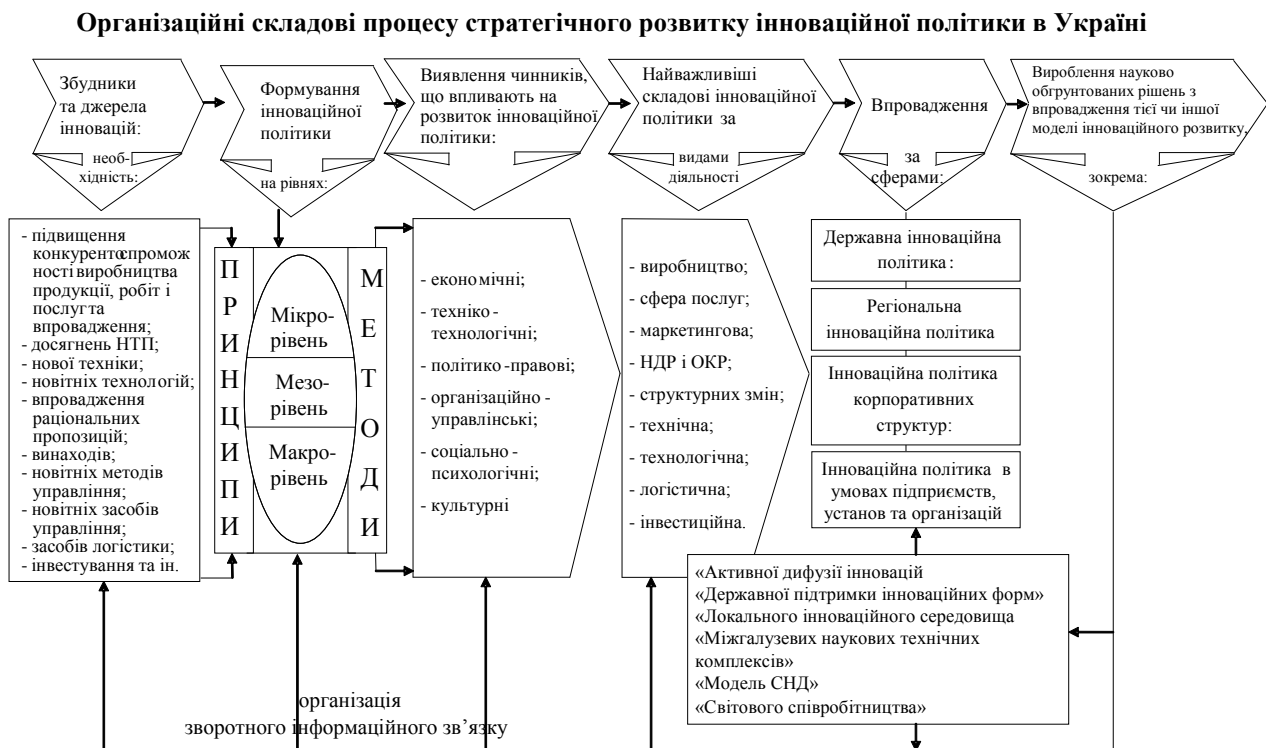 Організаційні складові процесу стратегічного розвитку інноваційної політики в Україні
Збудники
та джерела
інновацій:
необ-
хідність:
Формування
інноваційної
політики
на рівнях:
Виявлення чинників,
що впливають на
розвиток інноваційної
політики:
Найважливіші
складові інноваційної
політики за
видами
діяльності
Впровадження
за
сферами:
Вироблення науково
обгрунтованих рішень з
впровадження тієї чи іншої
моделі інноваційного розвитку,
зокрема:
- підвищення
конкурентоспромож
ності виробництва
продукції, робіт і
послуг та
впровадження;
- досягнень НТП;
- нової техніки;
- новітніх технологій;
- впровадження
раціональних
пропозицій;
- винаходів;
- новітніх методів
управління;
- новітніх засобів
управління;
- засобів логістики;
- інвестування та ін.
ПРИНЦИПИ
Мікро-
рівень
Мезо-
рівень
Макро-
рівень
МЕТОДИ
- економічні;
- техніко-
технологічні;
- політико-правові;
- організаційно-
управлінські;
- соціально-
психологічні;
- культурні
- виробництво;
- сфера послуг;
- маркетингова;
- НДР і ОКР;
- структурних змін;
- технічна;
- технологічна;
- логістична;
- інвестиційна.
Державна інноваційна
політика:
Регіональна
інноваційна політика
Інноваційна політика
корпоративних
структур:
Інноваційна політика в
умовах підприємств,
установ та організацій
«Активної дифузії інновацій
«Державної підтримки інноваційних форм»
«Локального інноваційного середовища
«Міжгалузевих наукових технічних
комплексів»
«Модель СНД»
«Світового співробітництва»
організація
зворотного інформаційного зв’язку